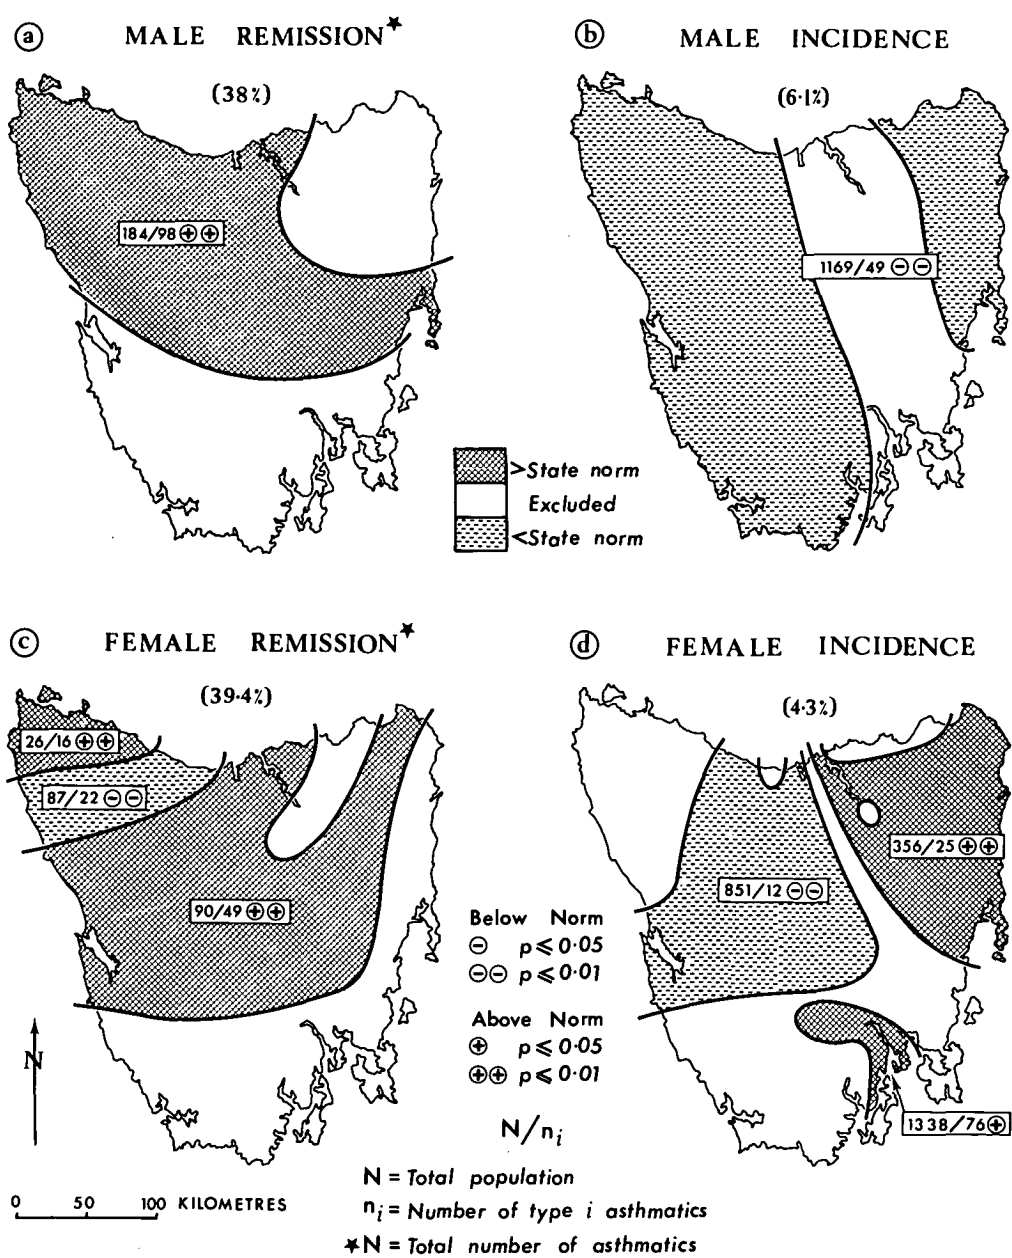 a MALE REMISSION★
(38%)
184/98 ⊕⊕
b MALE INCIDENCE
(6·1%)
1169/49 ⊖⊖
>State norm
Excluded
<State norm
c FEMALE REMISSION★
(39·4%)
26/16 ⊕⊕
87/22 ⊖⊖
90/49 ⊕⊕
d FEMALE INCIDENCE
(4·3%)
851/12 ⊖⊖
356/25 ⊕⊕
1338/76⊕
Below Norm
⊖ p⩽0·05
⊖⊖ p⩽0·01
Above Norm
⊕ p⩽0·05
⊕⊕ p⩽0·01
N
N/ni
0 50 100 KILOMETRES
N = Total population
ni = Number of type i asthmatics
★N = Total number of asthmatics